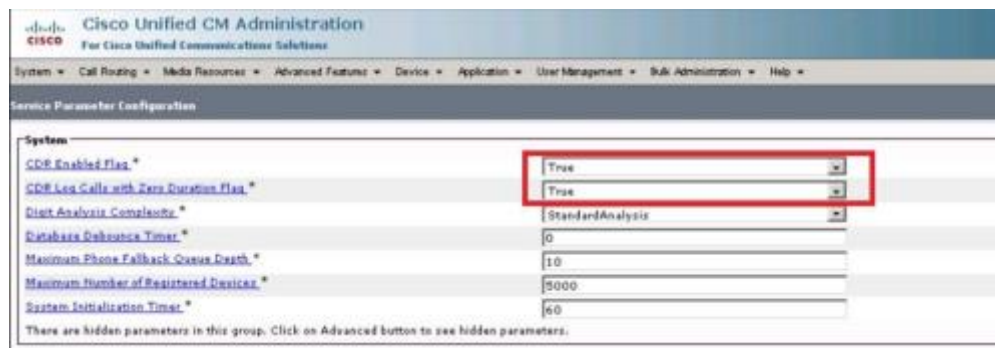 Cisco Unified CM Administration
CISCO
For Cisco Unified Communications Solutions
System Call Routing Media Resources Advanced Features Device Application User Management Bulk Administration Help
Service Parameter Configuration
System
CDR Enabled Flag * True
CDR Log Calls with Zero Duration Flag * True
Digit Analysis Complexity * StandardAnalysis
Database Debounce Timer * 0
Maximum Phone Fallback Queue Depth * 10
Maximum Number of Registered Devices * 5000
System Initialization Timer * 60
There are hidden parameters in this group. Click on Advanced button to see hidden parameters.